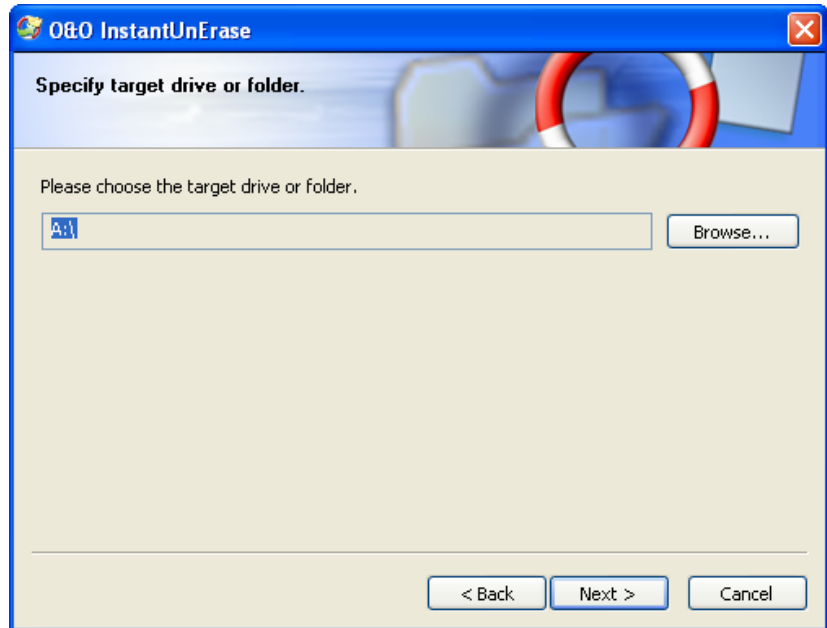 O&O InstantUnErase
Specify target drive or folder.
Please choose the target drive or folder.
A:\
Browse...
< Back
Next >
Cancel